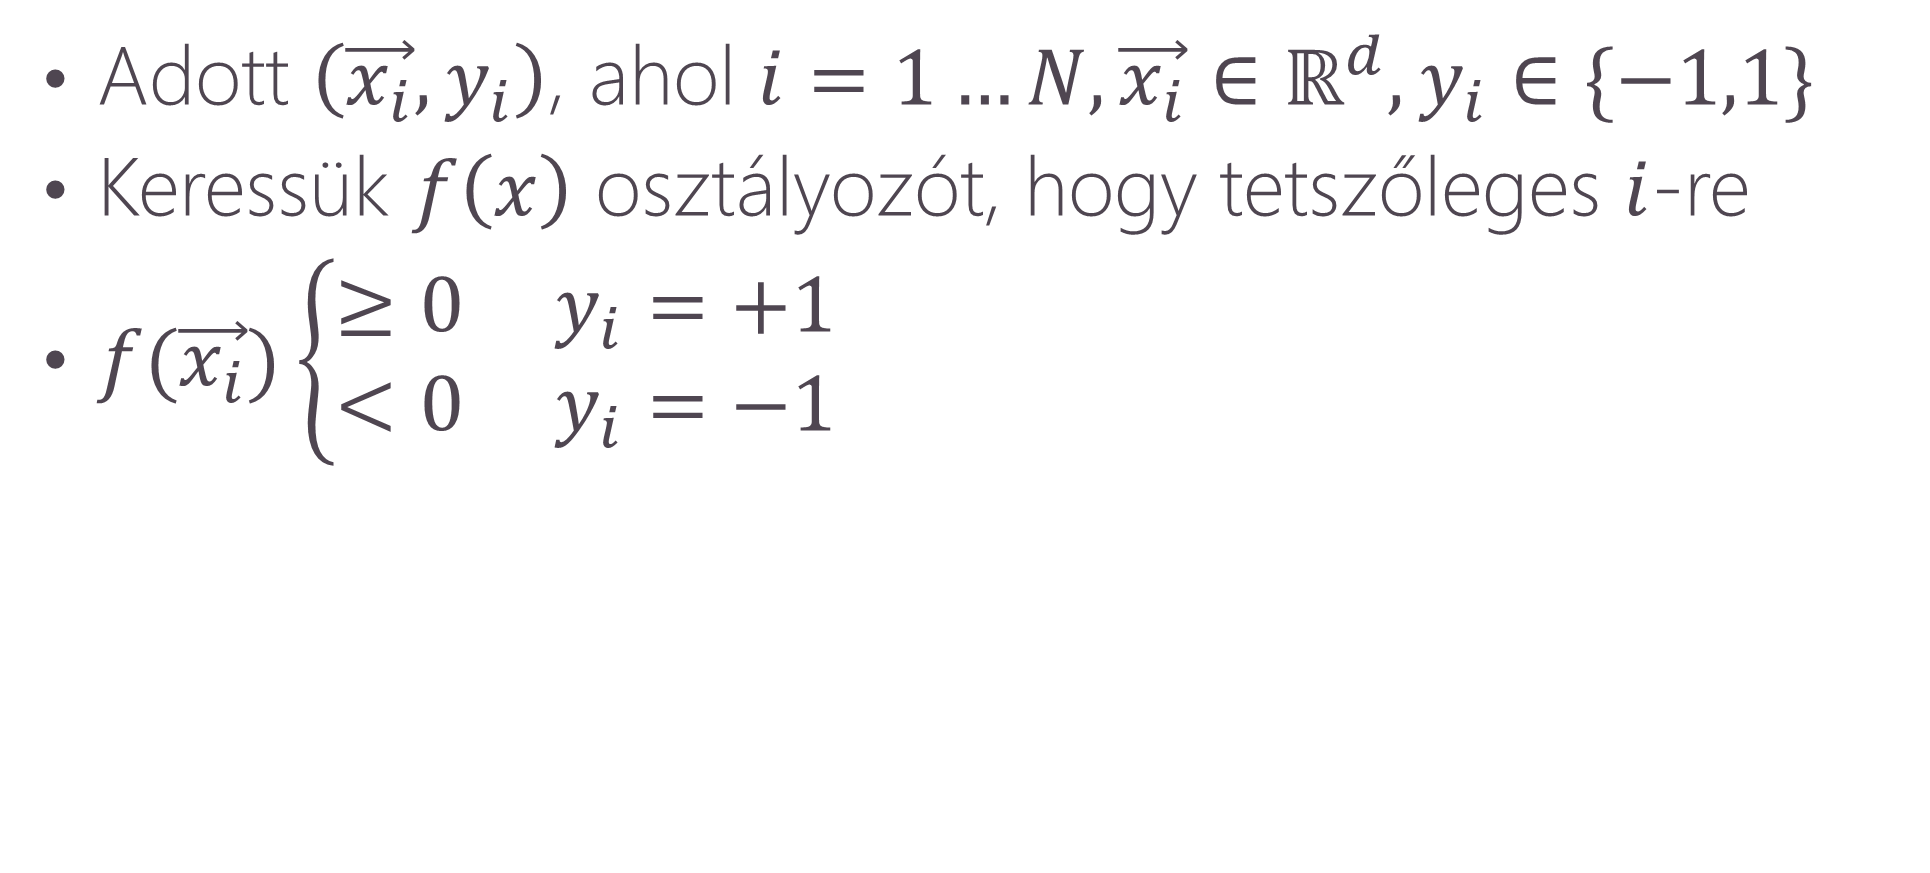 • Adott (x⃗ᵢ, yᵢ), ahol i = 1 … N, x⃗ᵢ ∈ ℝᵈ, yᵢ ∈ {−1,1}
• Keressük f(x) osztályozót, hogy tetszőleges i-re
• f(x⃗ᵢ) { ≥ 0 yᵢ = +1
< 0 yᵢ = −1